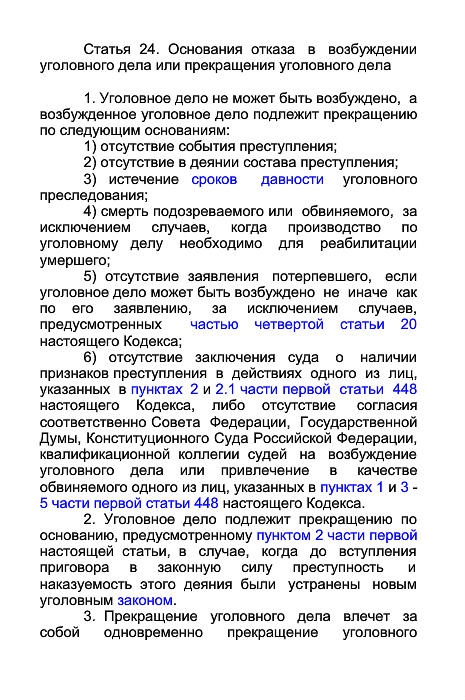 Статья 24. Основания отказа в возбуждении
уголовного дела или прекращения уголовного дела
1. Уголовное дело не может быть возбуждено, а
возбужденное уголовное дело подлежит прекращению
по следующим основаниям:
1) отсутствие события преступления;
2) отсутствие в деянии состава преступления;
3) истечение сроков давности уголовного
преследования;
4) смерть подозреваемого или обвиняемого, за
исключением случаев, когда производство по
уголовному делу необходимо для реабилитации
умершего;
5) отсутствие заявления потерпевшего, если
уголовное дело может быть возбуждено не иначе как
по его заявлению, за исключением случаев,
предусмотренных частью четвертой статьи 20
настоящего Кодекса;
6) отсутствие заключения суда о наличии
признаков преступления в действиях одного из лиц,
указанных в пунктах 2 и 2.1 части первой статьи 448
настоящего Кодекса, либо отсутствие согласия
соответственно Совета Федерации, Государственной
Думы, Конституционного Суда Российской Федерации,
квалификационной коллегии судей на возбуждение
уголовного дела или привлечение в качестве
обвиняемого одного из лиц, указанных в пунктах 1 и 3 -
5 части первой статьи 448 настоящего Кодекса.
2. Уголовное дело подлежит прекращению по
основанию, предусмотренному пунктом 2 части первой
настоящей статьи, в случае, когда до вступления
приговора в законную силу преступность и
наказуемость этого деяния были устранены новым
уголовным законом.
3. Прекращение уголовного дела влечет за
собой одновременно прекращение уголовного